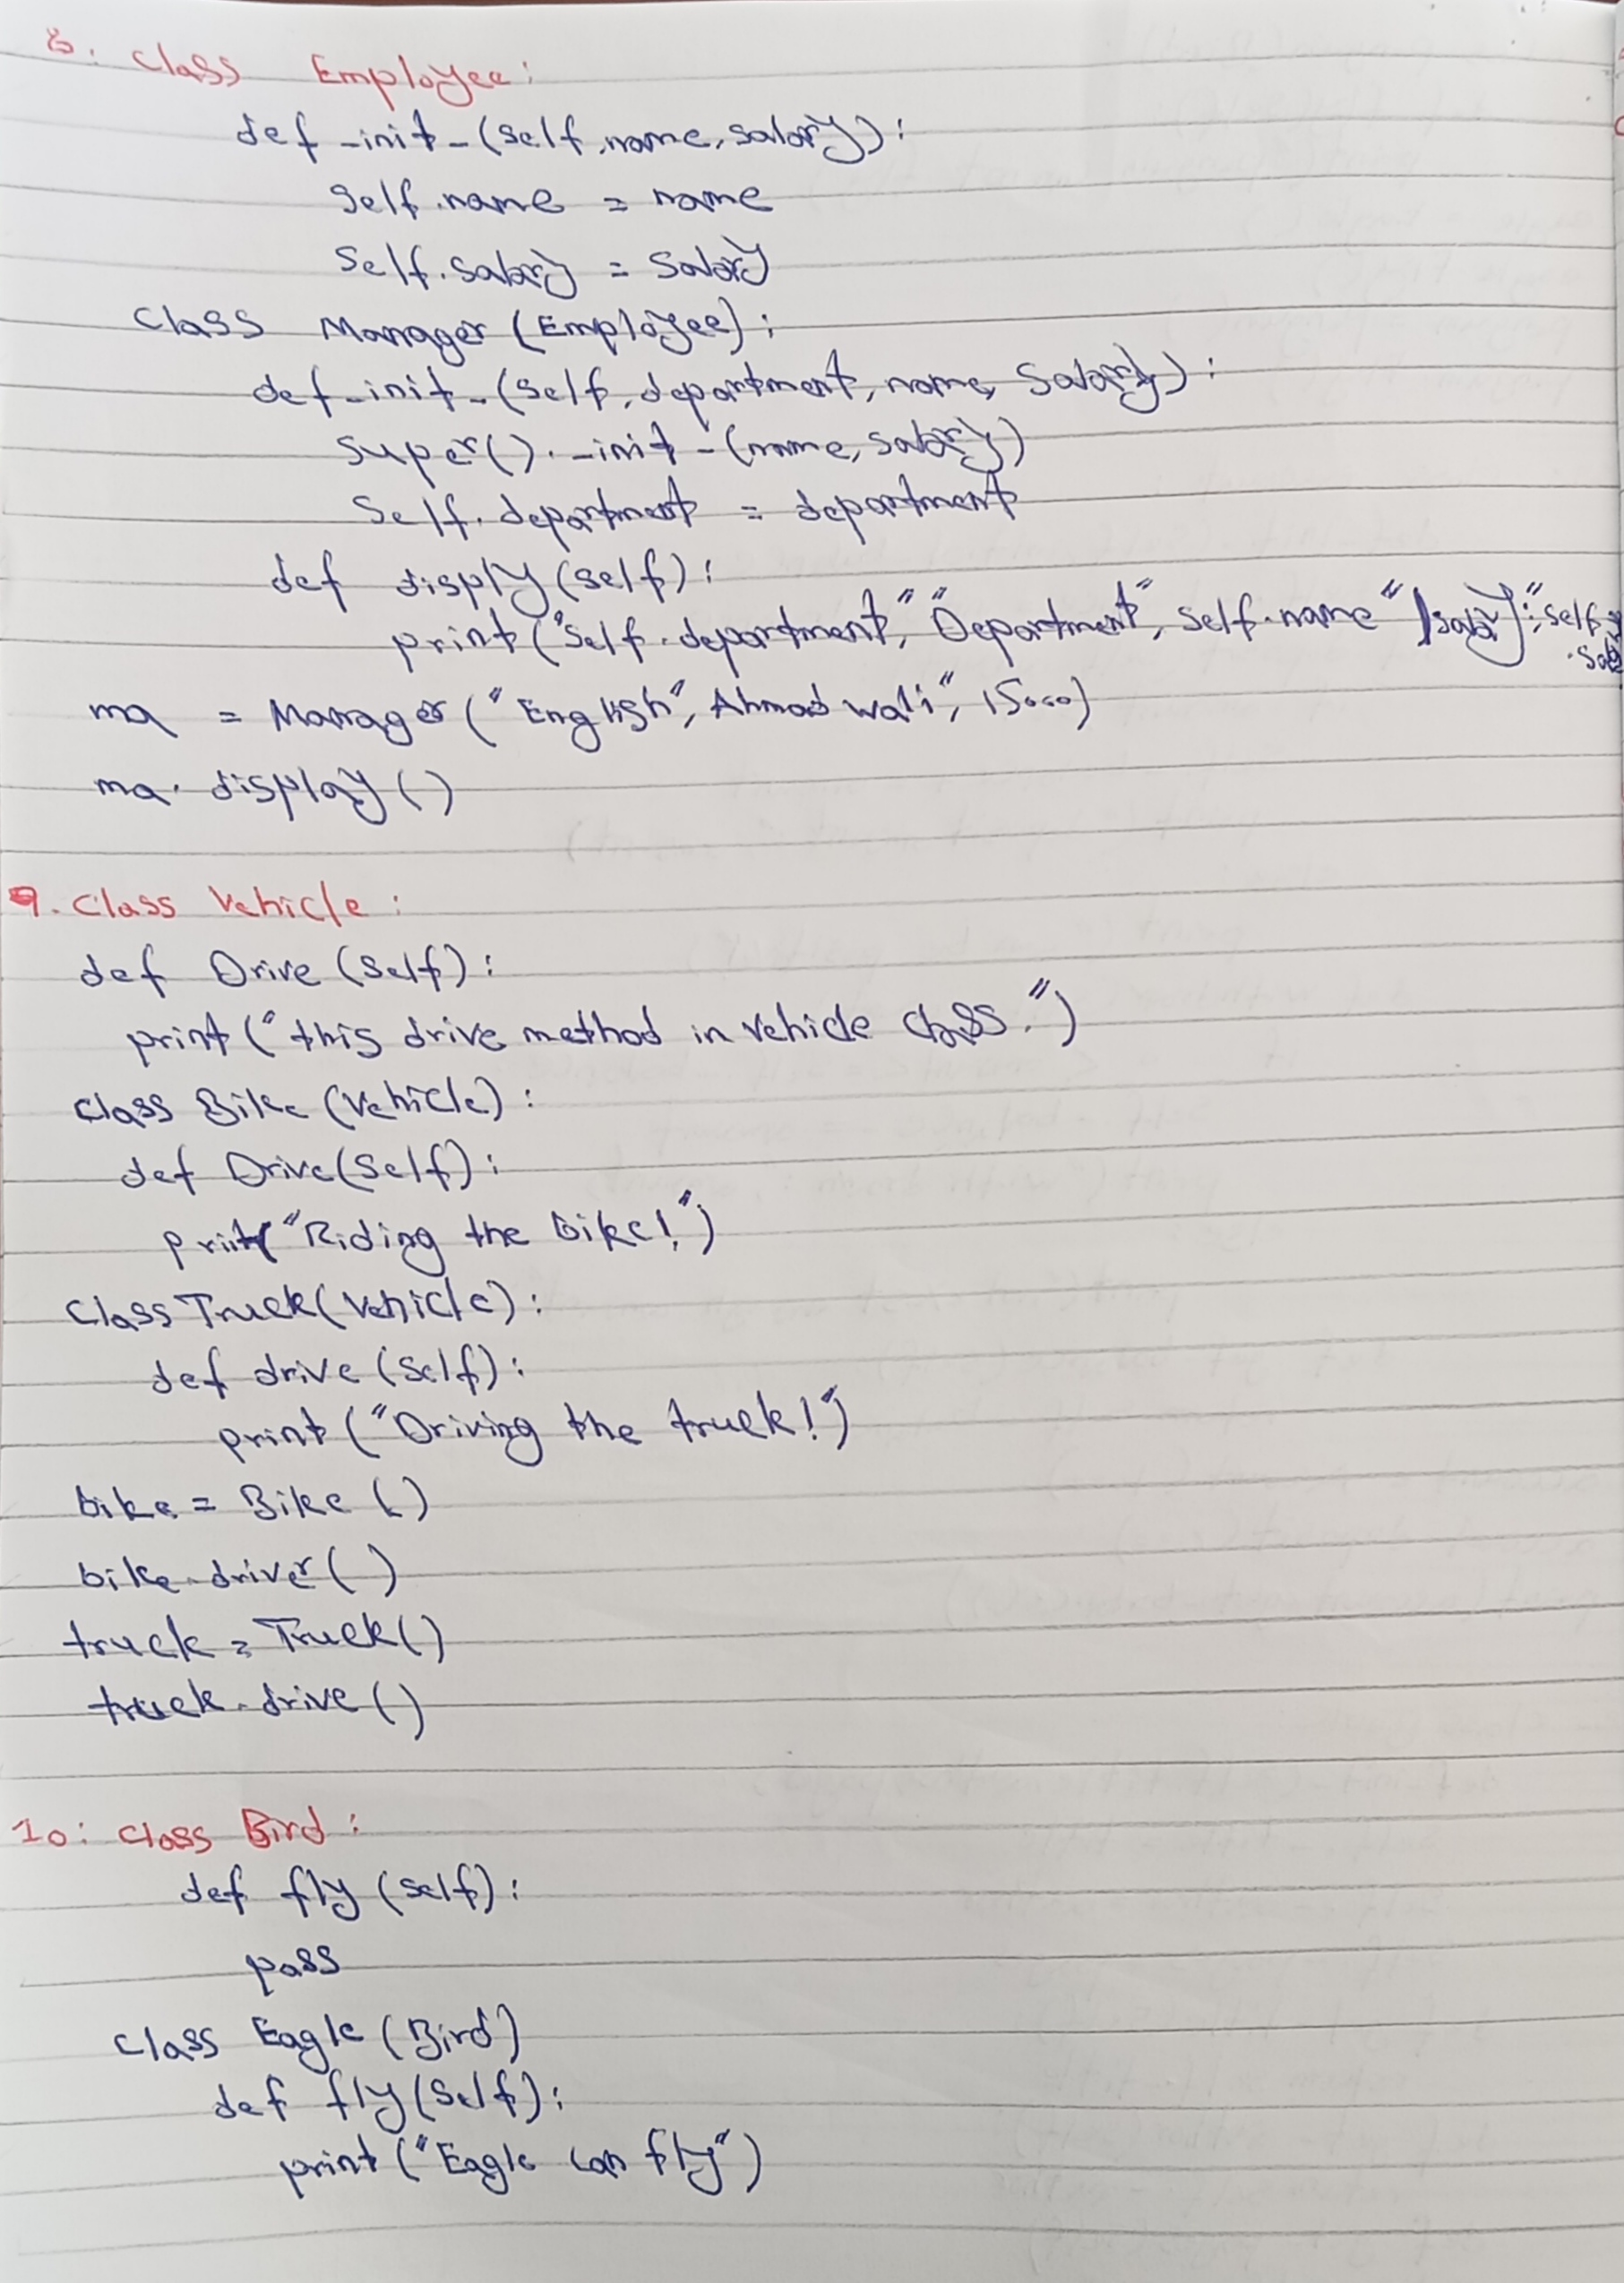 8. Class Employee:
def _init_(self, name, salary):
self.name = name
self.salary = salary
Class Manager (Employee):
def _init_(self, department, name, salary):
super()._init_(name, salary)
Self.department = department
def disply(self):
print("Self.department", "Department", self.name" salary:", self.
ma = Manager("English", Ahmad wali", 15000)
ma.display()
9. Class Vehicle:
def Drive (Self):
print("this drive method in vehicle class.")
class Bike (Vehicle):
def Drive(Self):
print("Riding the bike!")
Class Truck(Vehicle):
def drive (self):
print("Driving the truck!")
bike = Bike ()
bike.driver()
truck = Truck()
truck.drive()
10: class Bird:
def fly (self):
pass
Class Eagle (Bird)
def fly(Self):
print("Eagle can fly")